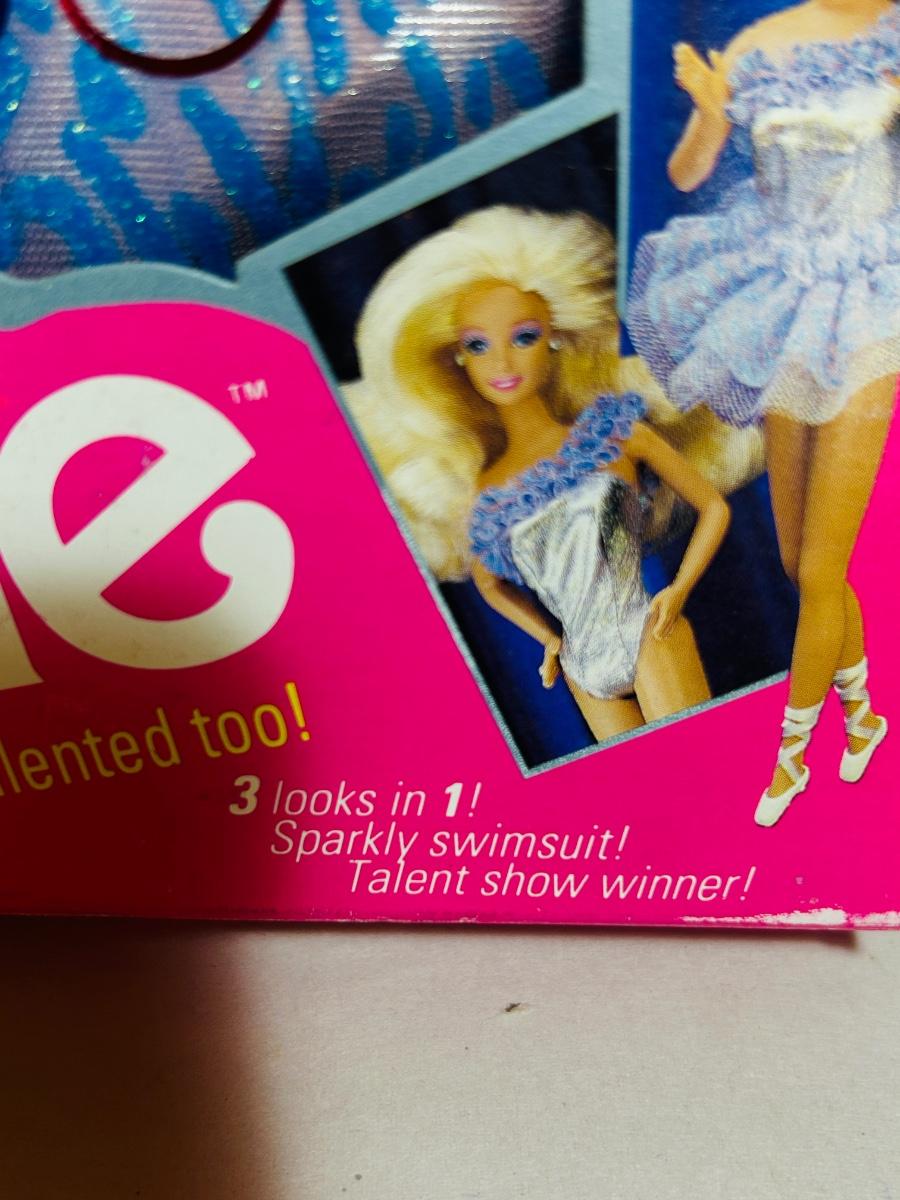 e™
lented too!
3 looks in 1!
Sparkly swimsuit!
Talent show winner!